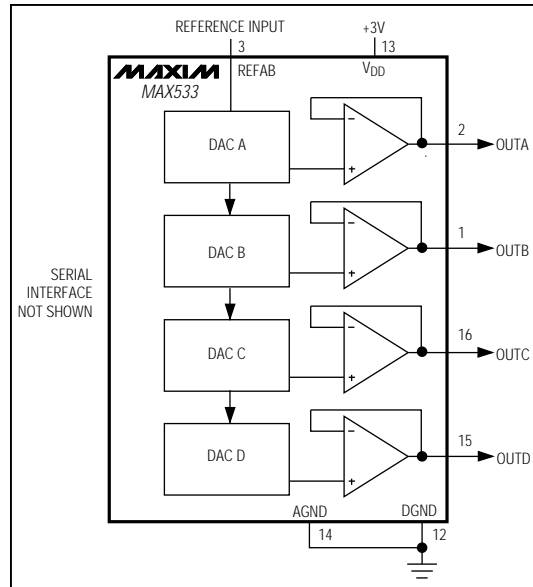 REFERENCE INPUT
+3V
3
13
MAXIM
MAX533
REFAB
VDD
DAC A
−
+
2
OUTA
DAC B
−
+
1
OUTB
SERIAL
INTERFACE
NOT SHOWN
DAC C
−
+
16
OUTC
DAC D
−
+
15
OUTD
AGND
DGND
14
12